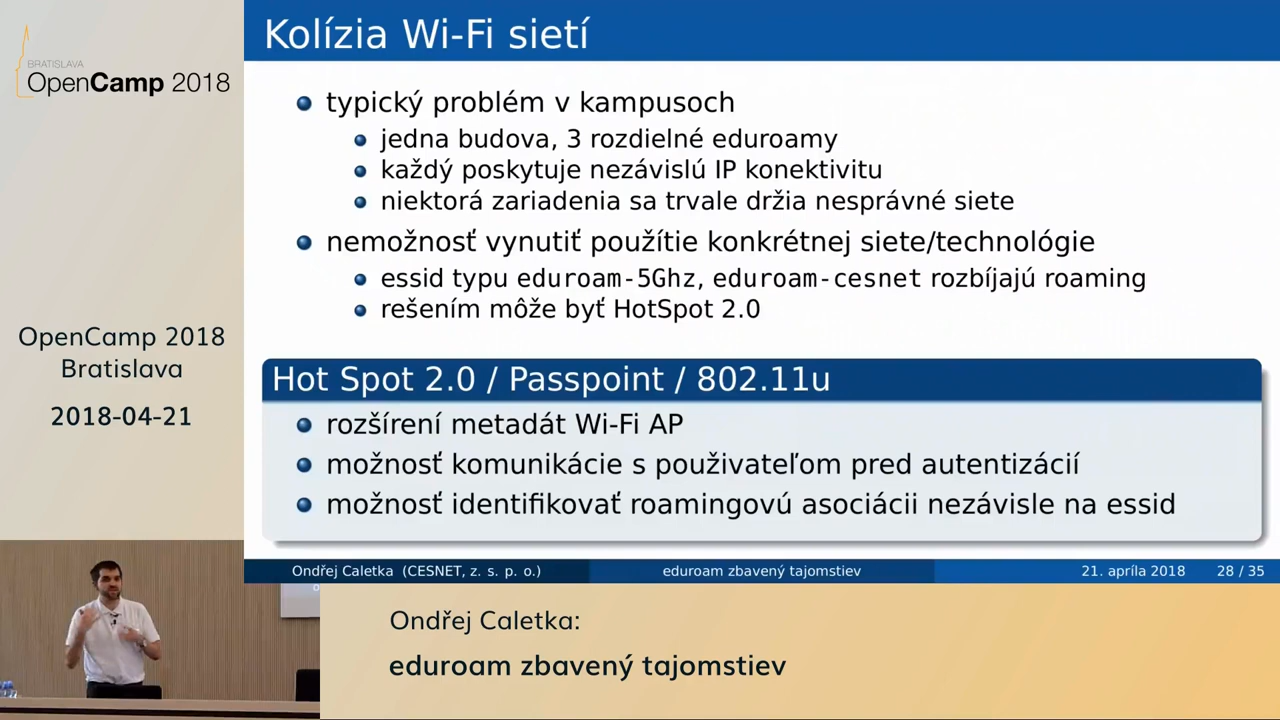 BRATISLAVA
OpenCamp 2018
OpenCamp 2018
Bratislava
2018-04-21
Kolízia Wi-Fi sietí
typický problém v kampusoch
jedna budova, 3 rozdielné eduroamy
každý poskytuje nezávislú IP konektivitu
niektorá zariadenia sa trvale držia nesprávné siete
nemožnosť vynutiť použítie konkrétnej siete/technológie
essid typu eduroam-5Ghz, eduroam-cesnet rozbíjajú roaming
rešením môže byť HotSpot 2.0
Hot Spot 2.0 / Passpoint / 802.11u
rozšírení metadát Wi-Fi AP
možnosť komunikácie s použivateľom pred autentizácií
možnosť identifikovať roamingovú asociácii nezávisle na essid
Ondřej Caletka (CESNET, z. s. p. o.) eduroam zbavený tajomstiev 21. apríla 2018 28 / 35
Ondřej Caletka:
eduroam zbavený tajomstiev